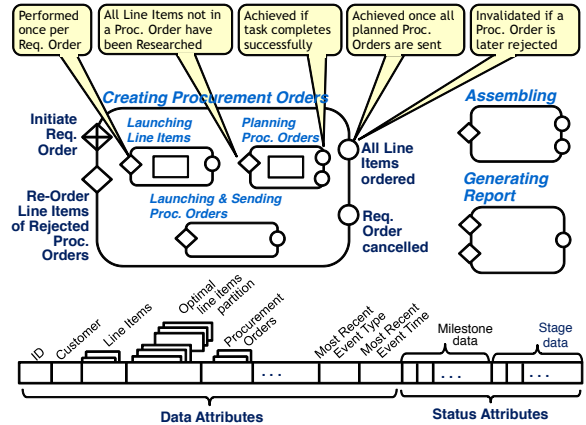 Performed
once per
Req. Order
All Line Items not in
a Proc. Order have
been Researched
Achieved if
task completes
successfully
Achieved once all
planned Proc.
Orders are sent
Invalidated if a
Proc. Order is
later rejected
Creating Procurement Orders
Assembling
Initiate
Req.
Order
Launching
Line Items
Planning
Proc. Orders
All Line
Items
ordered
Re-Order
Line Items
of Rejected
Proc.
Orders
Launching & Sending
Proc. Orders
Req.
Order
cancelled
Generating
Report
ID
Customer
Line Items
Optimal
line items
partition
Procurement
Orders
Most Recent
Event Type
Most Recent
Event Time
Milestone
data
Stage
data
...
...
...
Data Attributes
Status Attributes